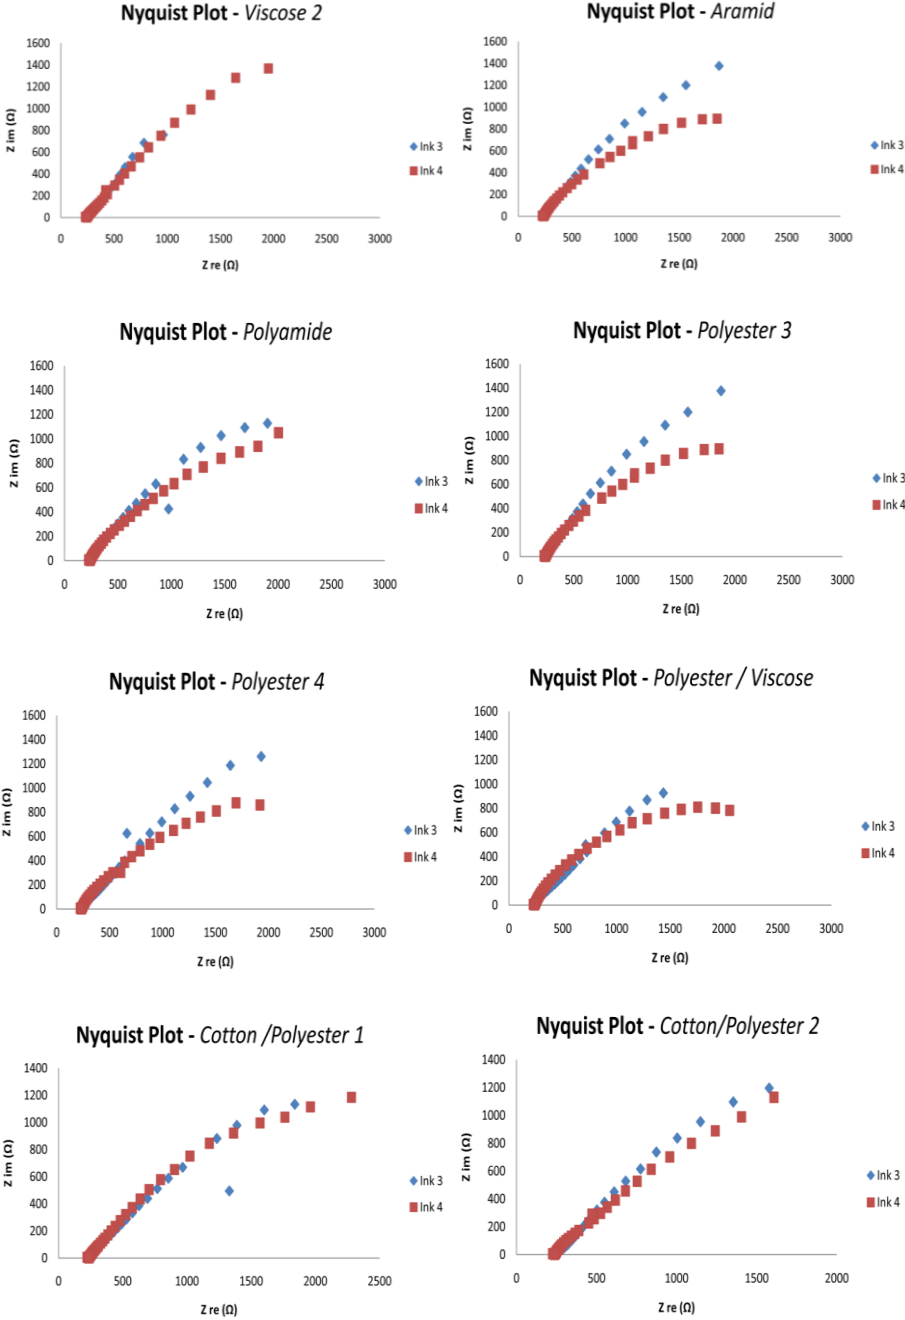 Nyquist Plot - Viscose 2
Z im (Ω)
1600
1400
1200
1000
800
600
400
200
0
0 500 1000 1500 2000 2500 3000
Z re (Ω)
Ink 3
Ink 4
Nyquist Plot - Aramid
Z im (Ω)
1600
1400
1200
1000
800
600
400
200
0
0 500 1000 1500 2000 2500 3000
Z re (Ω)
Ink 3
Ink 4
Nyquist Plot - Polyamide
Z im (Ω)
1600
1400
1200
1000
800
600
400
200
0
0 500 1000 1500 2000 2500 3000
Z re (Ω)
Ink 3
Ink 4
Nyquist Plot - Polyester 3
Z im (Ω)
1600
1400
1200
1000
800
600
400
200
0
0 500 1000 1500 2000 2500 3000
Z re (Ω)
Ink 3
Ink 4
Nyquist Plot - Polyester 4
Z im (Ω)
1600
1400
1200
1000
800
600
400
200
0
0 500 1000 1500 2000 2500 3000
Z re (Ω)
Ink 3
Ink 4
Nyquist Plot - Polyester / Viscose
Z im (Ω)
1600
1400
1200
1000
800
600
400
200
0
0 500 1000 1500 2000 2500 3000
Z re (Ω)
Ink 3
Ink 4
Nyquist Plot - Cotton /Polyester 1
Z im (Ω)
1400
1200
1000
800
600
400
200
0
0 500 1000 1500 2000 2500
Z re (Ω)
Ink 3
Ink 4
Nyquist Plot - Cotton/Polyester 2
Z im (Ω)
1400
1200
1000
800
600
400
200
0
0 500 1000 1500 2000
Z re (Ω)
Ink 3
Ink 4